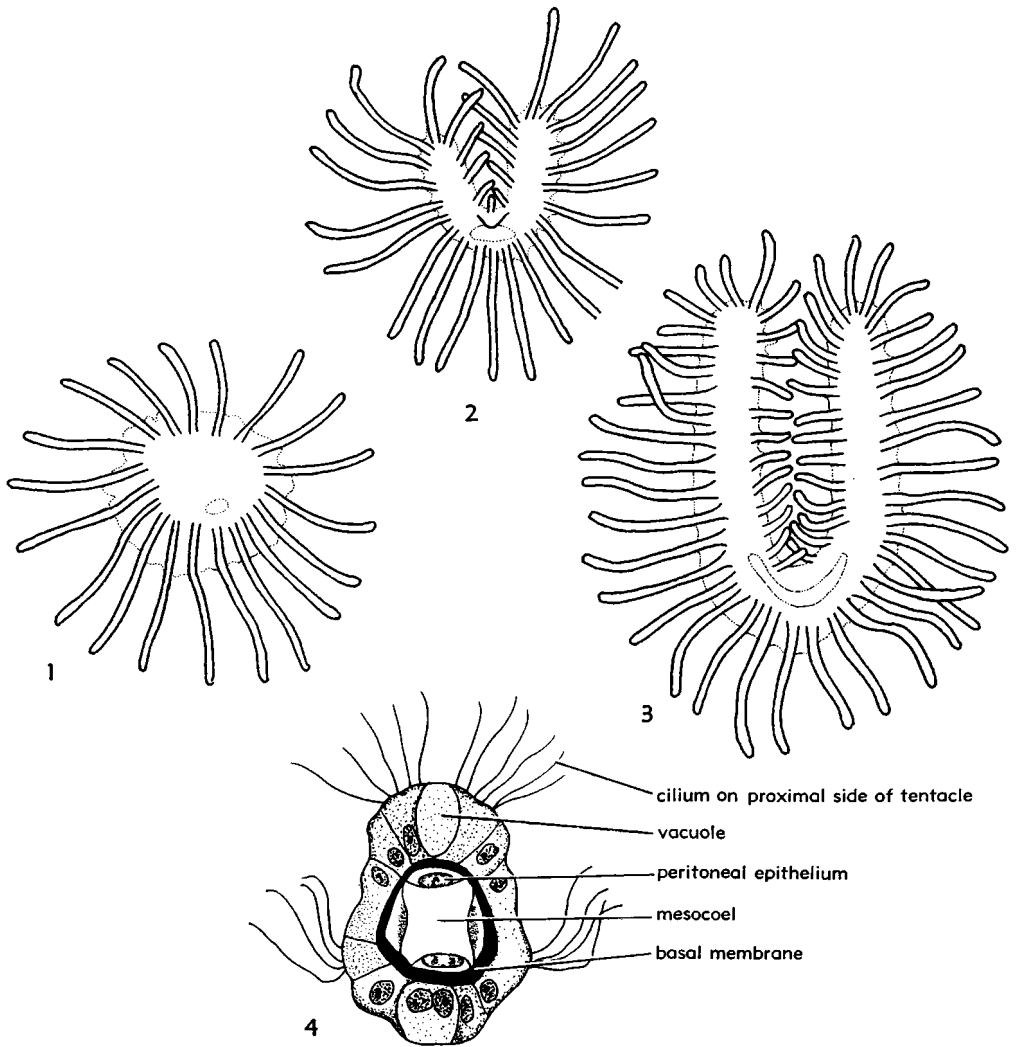 2
1
3
cilium on proximal side of tentacle
vacuole
peritoneal epithelium
mesocoel
basal membrane
4